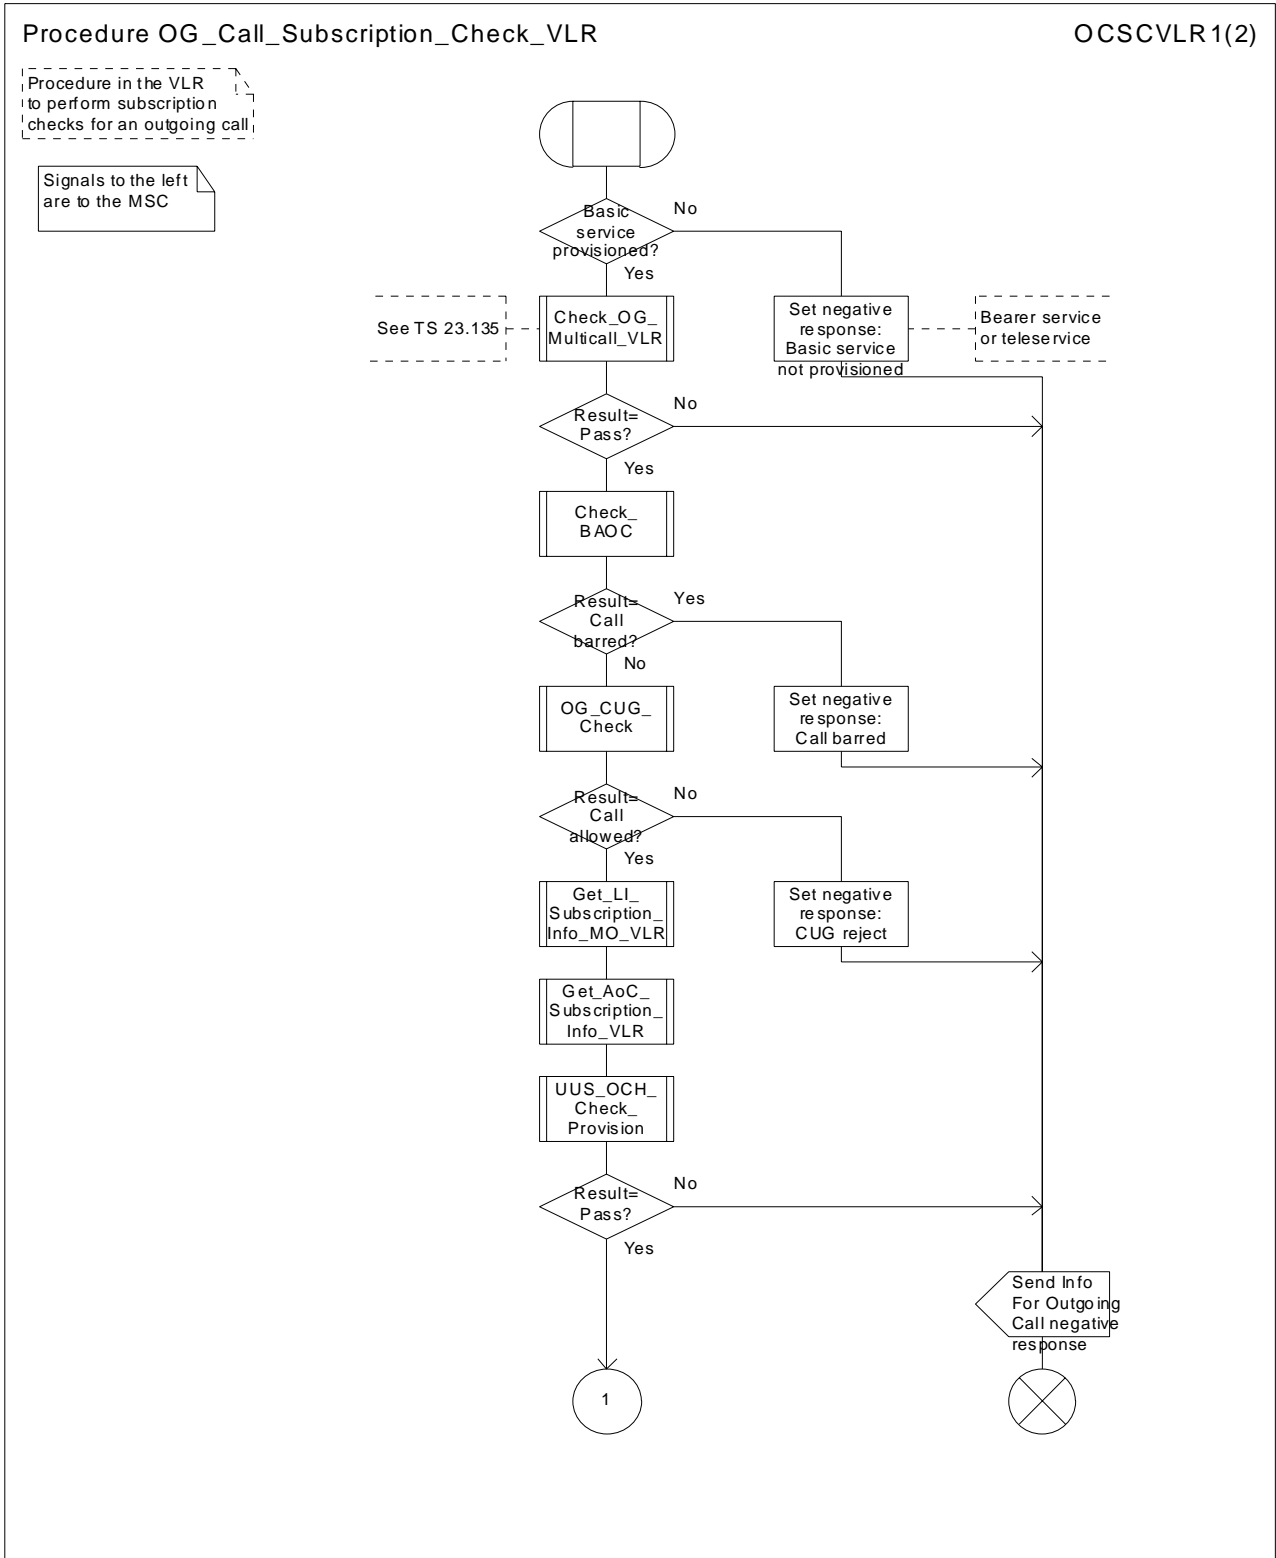 Procedure OG_Call_Subscription_Check_VLR
OCSCVLR1(2)
Procedure in the VLR
to perform subscription
checks for an outgoing call
Signals to the left
are to the MSC
Basic
service
provisioned?
No
Yes
See TS 23.135
Check_OG_
Multicall_VLR
Set negative
response:
Basic service
not provisioned
Bearer service
or teleservice
Result=
Pass?
No
Yes
Check_
BAOC
Result=
Call
barred?
Yes
No
OG_CUG_
Check
Set negative
response:
Call barred
Result=
Call
allowed?
No
Yes
Get_LI_
Subscription_
Info_MO_VLR
Set negative
response:
CUG reject
Get_AoC_
Subscription_
Info_VLR
UUS_OCH_
Check_
Provision
Result=
Pass?
No
Yes
Send Info
For Outgoing
Call negative
response
1